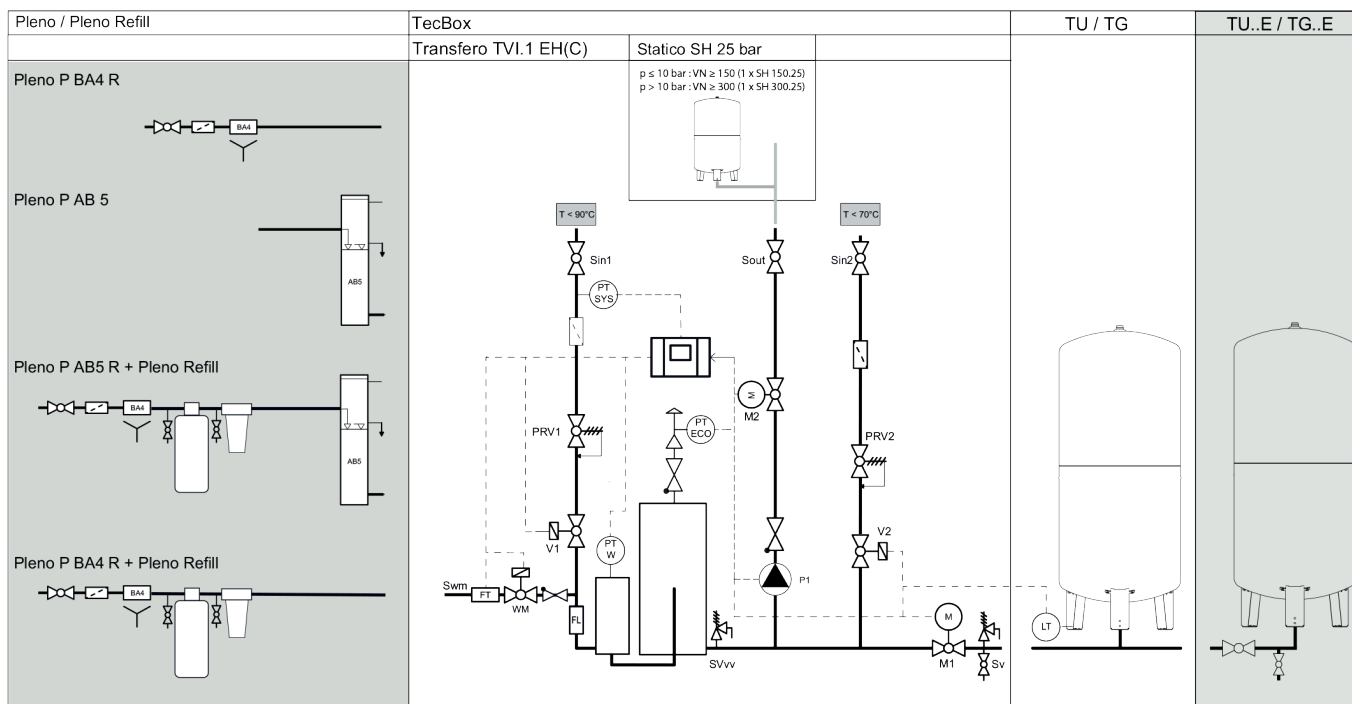 Pleno / Pleno Refill
TecBox
TU / TG
TU..E / TG..E
Transfero TVI.1 EH(C)
Statico SH 25 bar
p ≤ 10 bar : VN ≥ 150 (1 x SH 150.25)
p > 10 bar : VN ≥ 300 (1 x SH 300.25)
Pleno P BA4 R
BA4
Pleno P AB 5
AB5
Pleno P AB5 R + Pleno Refill
BA4
AB5
Pleno P BA4 R + Pleno Refill
BA4
T < 90°C
T < 70°C
Sin1
Sout
Sin2
PT
SYS
M
M2
PRV1
PT
ECO
PRV2
V1
PT
W
V2
P1
Swm
FT
WM
FL
SVvv
M
M1
Sv
LT